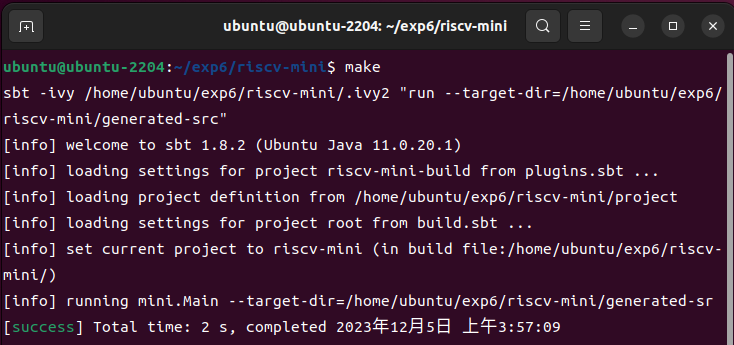 ubuntu@ubuntu-2204: ~/exp6/riscv-mini
ubuntu@ubuntu-2204:~/exp6/riscv-mini$ make
sbt -ivy /home/ubuntu/exp6/riscv-mini/.ivy2 "run --target-dir=/home/ubuntu/exp6/
riscv-mini/generated-src"
[info] welcome to sbt 1.8.2 (Ubuntu Java 11.0.20.1)
[info] loading settings for project riscv-mini-build from plugins.sbt ...
[info] loading project definition from /home/ubuntu/exp6/riscv-mini/project
[info] loading settings for project root from build.sbt ...
[info] set current project to riscv-mini (in build file:/home/ubuntu/exp6/riscv-
mini/)
[info] running mini.Main --target-dir=/home/ubuntu/exp6/riscv-mini/generated-sr
[success] Total time: 2 s, completed 2023年12月5日 上午3:57:09